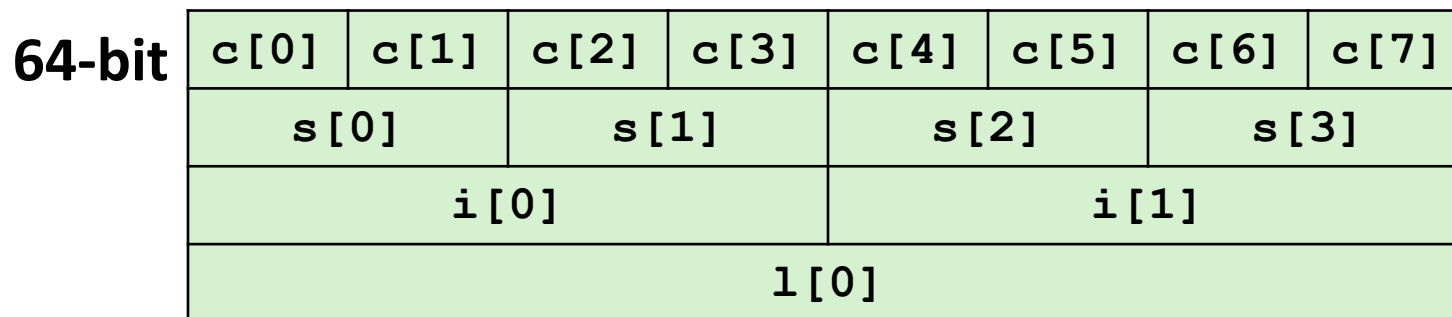 64-bit c[0] c[1] c[2] c[3] c[4] c[5] c[6] c[7]
s[0] s[1] s[2] s[3]
i[0] i[1]
l[0]